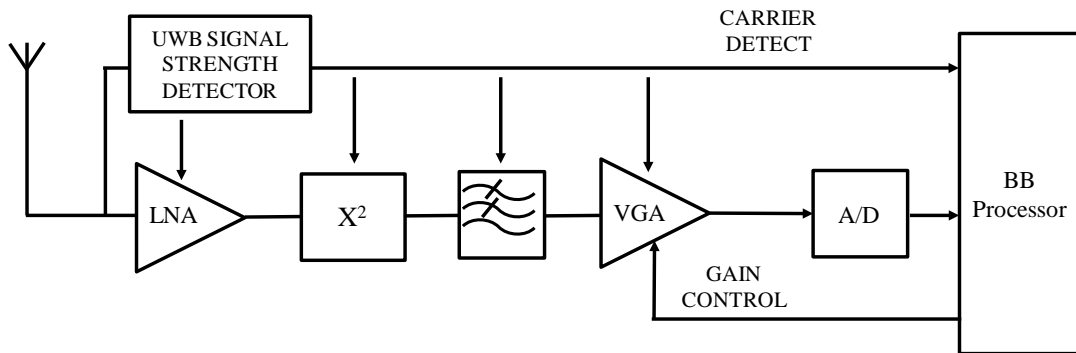 UWB SIGNAL
STRENGTH
DETECTOR
CARRIER
DETECT
LNA
X²
VGA
A/D
BB
Processor
GAIN
CONTROL